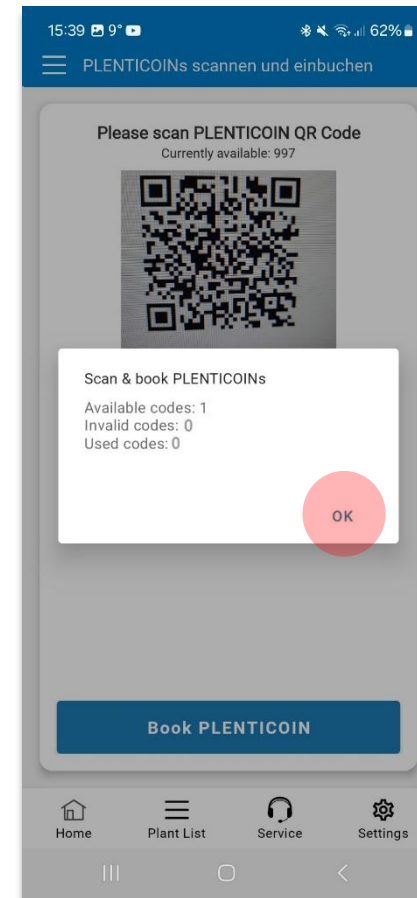 15:39 9°
62%
PLENTICOINs scannen und einbuchen
Please scan PLENTICOIN QR Code
Currently available: 997
Scan & book PLENTICOINs
Available codes: 1
Invalid codes: 0
Used codes: 0
OK
Book PLENTICOIN
Home Plant List Service Settings